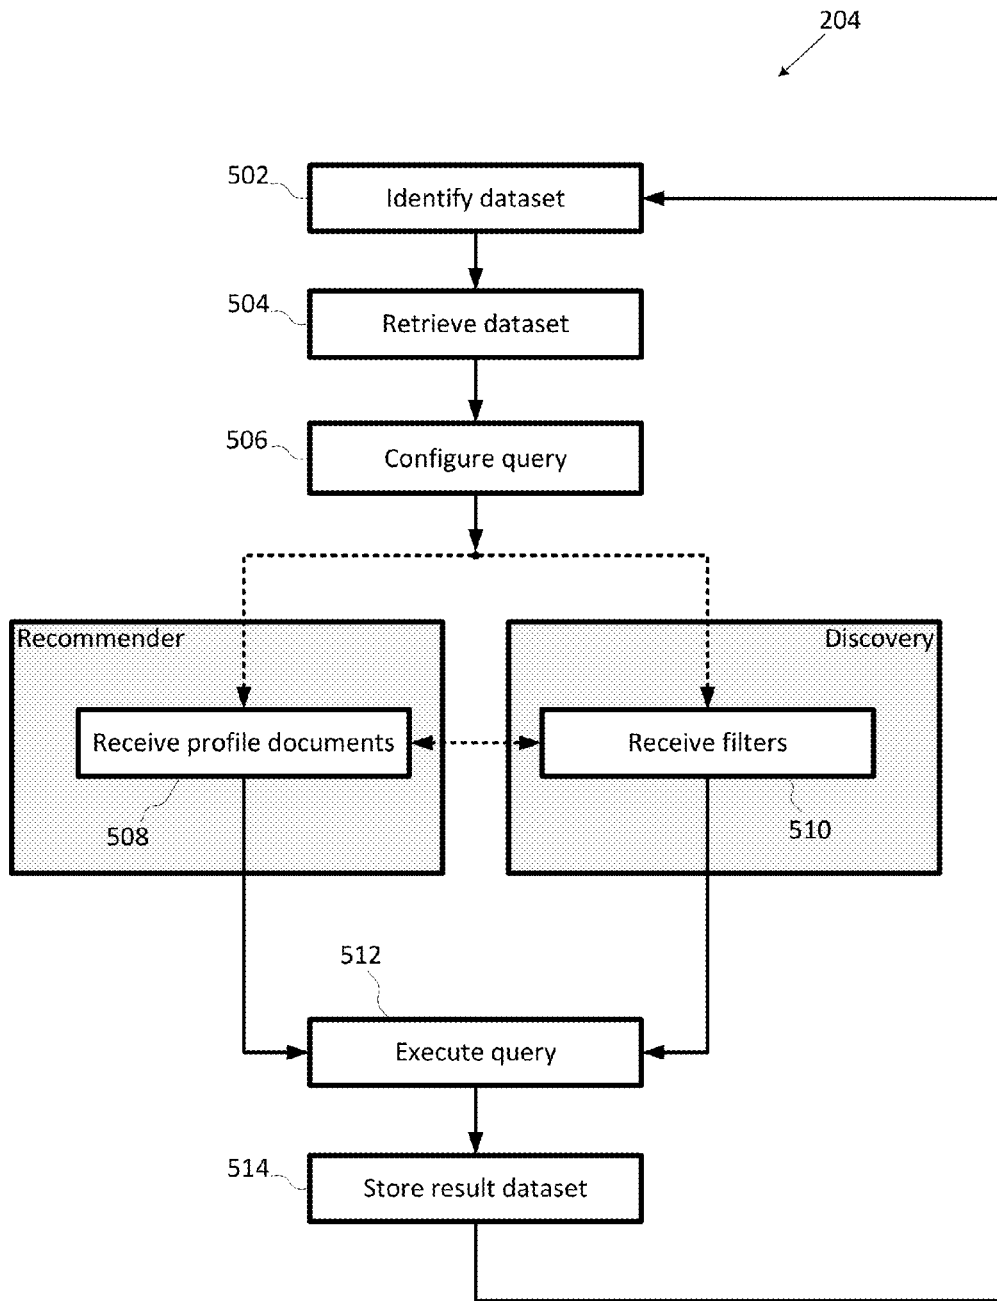 204
502
Identify dataset
504
Retrieve dataset
506
Configure query
Recommender
Discovery
Receive profile documents
Receive filters
508
510
512
Execute query
514
Store result dataset